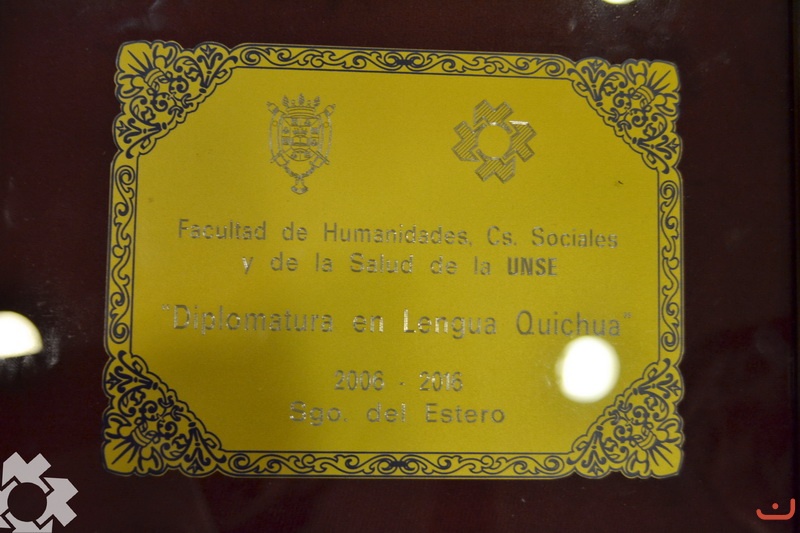 Facultad de Humanidades, Cs. Sociales
y de la Salud de la UNSE
"Diplomatura en Lengua Quichua"
2006 - 2016
Sgo. del Estero